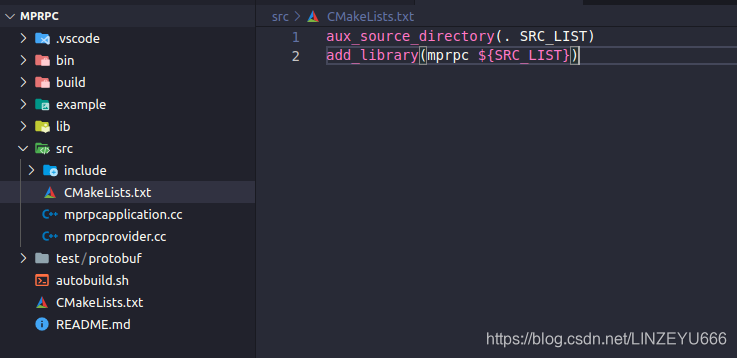 MPRPC
.vscode
bin
build
example
lib
src
include
CMakeLists.txt
mprpcapplication.cc
mprpcprovider.cc
test/protobuf
autobuild.sh
CMakeLists.txt
README.md
src > CMakeLists.txt
1 aux_source_directory(. SRC_LIST)
2 add_library(mprpc ${SRC_LIST})
https://blog.csdn.net/LINZEYU666